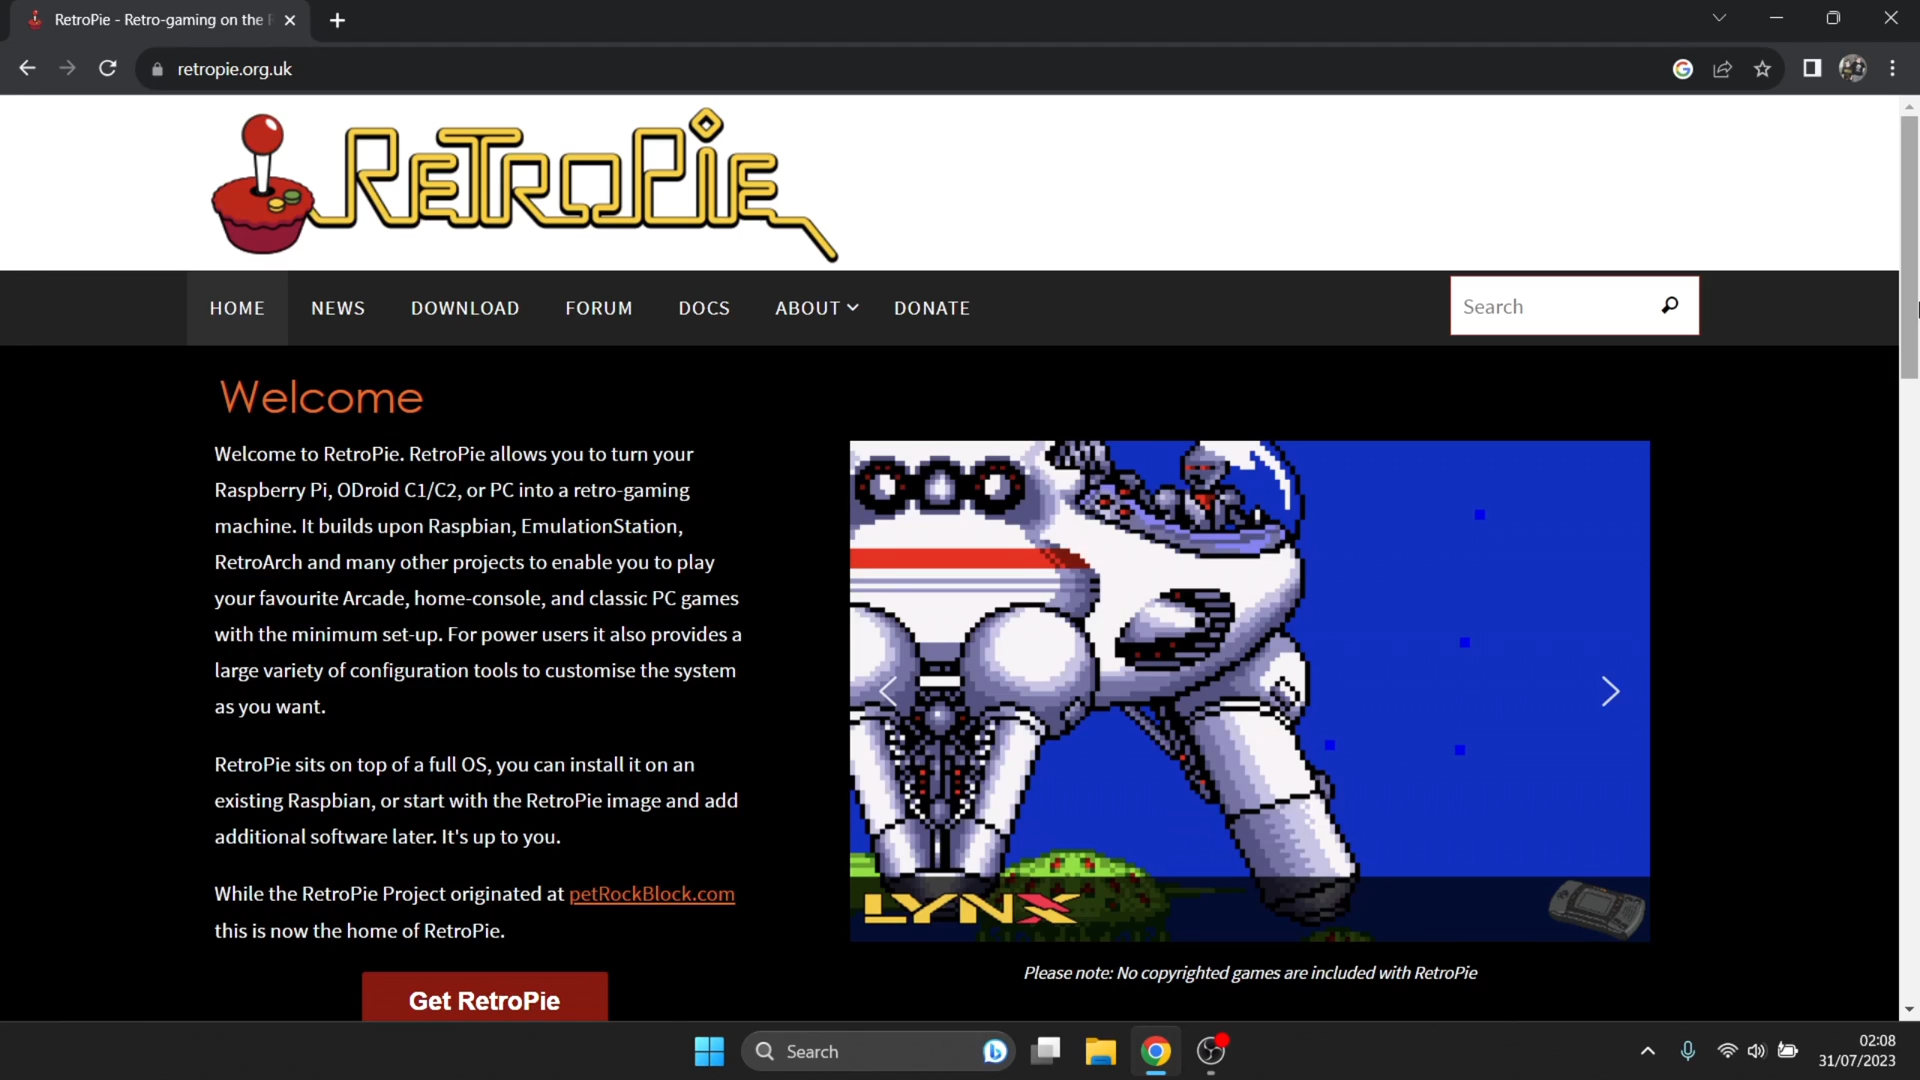 RetroPie - Retro-gaming on the
retropie.org.uk
RETROPIE
HOME
NEWS
DOWNLOAD
FORUM
DOCS
ABOUT
DONATE
Search
Welcome
Welcome to RetroPie. RetroPie allows you to turn your
Raspberry Pi, ODroid C1/C2, or PC into a retro-gaming
machine. It builds upon Raspbian, EmulationStation,
RetroArch and many other projects to enable you to play
your favourite Arcade, home-console, and classic PC games
with the minimum set-up. For power users it also provides a
large variety of configuration tools to customise the system
as you want.
RetroPie sits on top of a full OS, you can install it on an
existing Raspbian, or start with the RetroPie image and add
additional software later. It's up to you.
While the RetroPie Project originated at petRockBlock.com
this is now the home of RetroPie.
Get RetroPie
LYNX
Please note: No copyrighted games are included with RetroPie
Search
02:08
31/07/2023